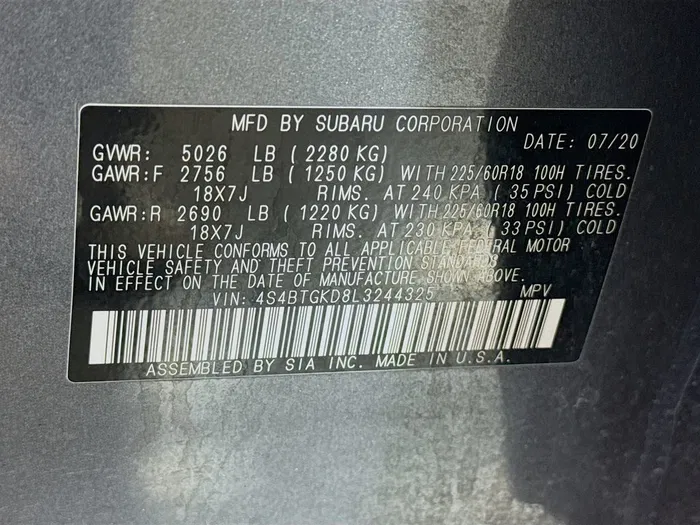 MFD BY SUBARU CORPORATION
DATE: 07/20
GVWR: 5026 LB ( 2280 KG)
GAWR:F 2756 LB ( 1250 KG) WITH 225/60R18 100H TIRES.
18X7J RIMS. AT 240 KPA ( 35 PSI) COLD
GAWR:R 2690 LB ( 1220 KG) WITH 225/60R18 100H TIRES.
18X7J RIMS. AT 230 KPA ( 33 PSI) COLD
THIS VEHICLE CONFORMS TO ALL APPLICABLE FEDERAL MOTOR
VEHICLE SAFETY AND THEFT PREVENTION STANDARDS
IN EFFECT ON THE DATE OF MANUFACTURE SHOWN ABOVE.
VIN: 4S4BTGKD8L3244325 MPV
ASSEMBLED BY SIA INC. MADE IN U.S.A.